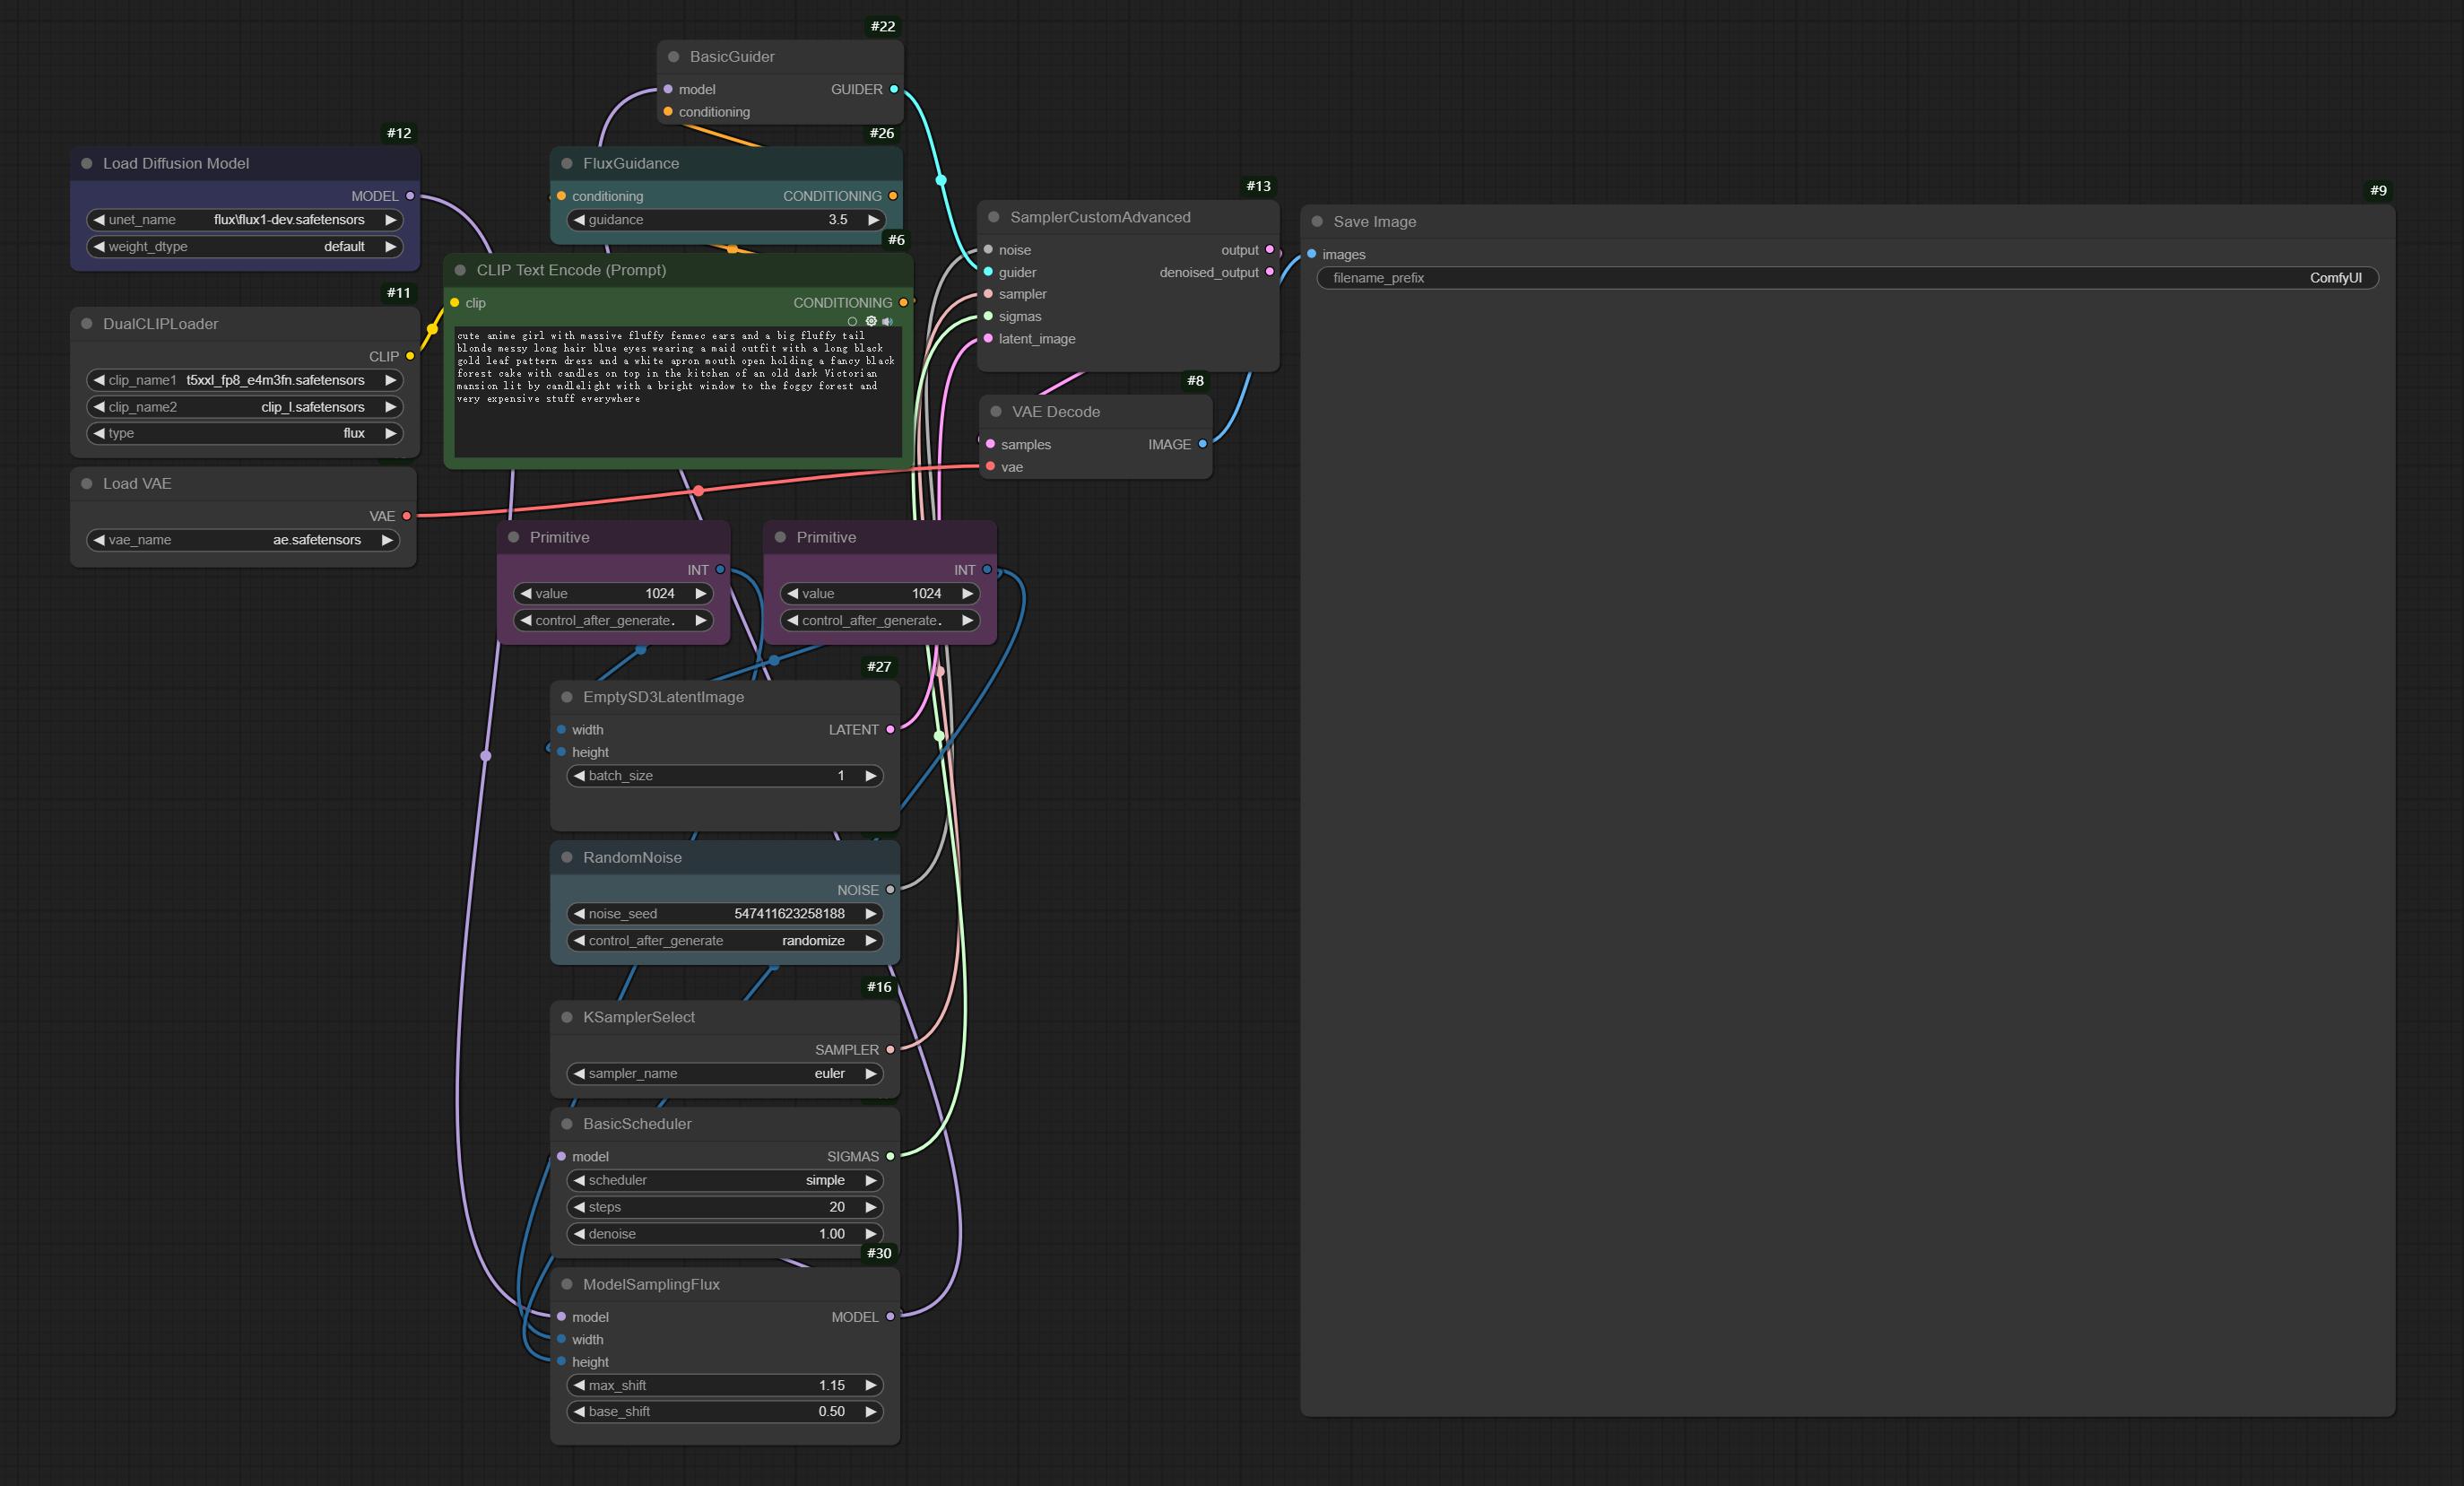 #22
BasicGuider
model GUIDER
conditioning
#12
Load Diffusion Model
MODEL
unet_name flux\flux1-dev.safetensors
weight_dtype default
#26
FluxGuidance
conditioning CONDITIONING
guidance 3.5
#11
DualCLIPLoader
CLIP
clip_name1 t5xxl_fp8_e4m3fn.safetensors
clip_name2 clip_l.safetensors
type flux
#6
CLIP Text Encode (Prompt)
clip CONDITIONING
cute anime girl with massive fluffy fennec ears and a big fluffy tail
blonde messy long hair blue eyes wearing a maid outfit with a long black
gold leaf pattern dress and a white apron mouth open holding a fancy black
forest cake with candles on top in the kitchen of an old dark Victorian
mansion lit by candlelight with a bright window to the foggy forest and
very expensive stuff everywhere
Load VAE
VAE
vae_name ae.safetensors
#13
SamplerCustomAdvanced
noise output
guider denoised_output
sampler
sigmas
latent_image
#8
VAE Decode
samples IMAGE
vae
#9
Save Image
images
filename_prefix ComfyUI
Primitive
INT
value 1024
control_after_generate.
Primitive
INT
value 1024
control_after_generate.
#27
EmptySD3LatentImage
width LATENT
height
batch_size 1
RandomNoise
NOISE
noise_seed 547411623258188
control_after_generate randomize
#16
KSamplerSelect
SAMPLER
sampler_name euler
BasicScheduler
model SIGMAS
scheduler simple
steps 20
denoise 1.00
#30
ModelSamplingFlux
model MODEL
width
height
max_shift 1.15
base_shift 0.50